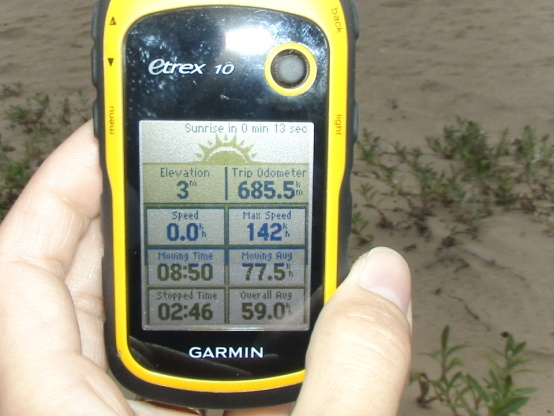 back
etrex 10
menu
light
Sunrise in 0 min 13 sec
Elevation
3m
Trip Odometer
685.5km
Speed
0.0kh
Max Speed
142kh
Moving Time
08:50
Moving Avg
77.5kh
Stopped Time
02:46
Overall Avg
59.0kh
GARMIN